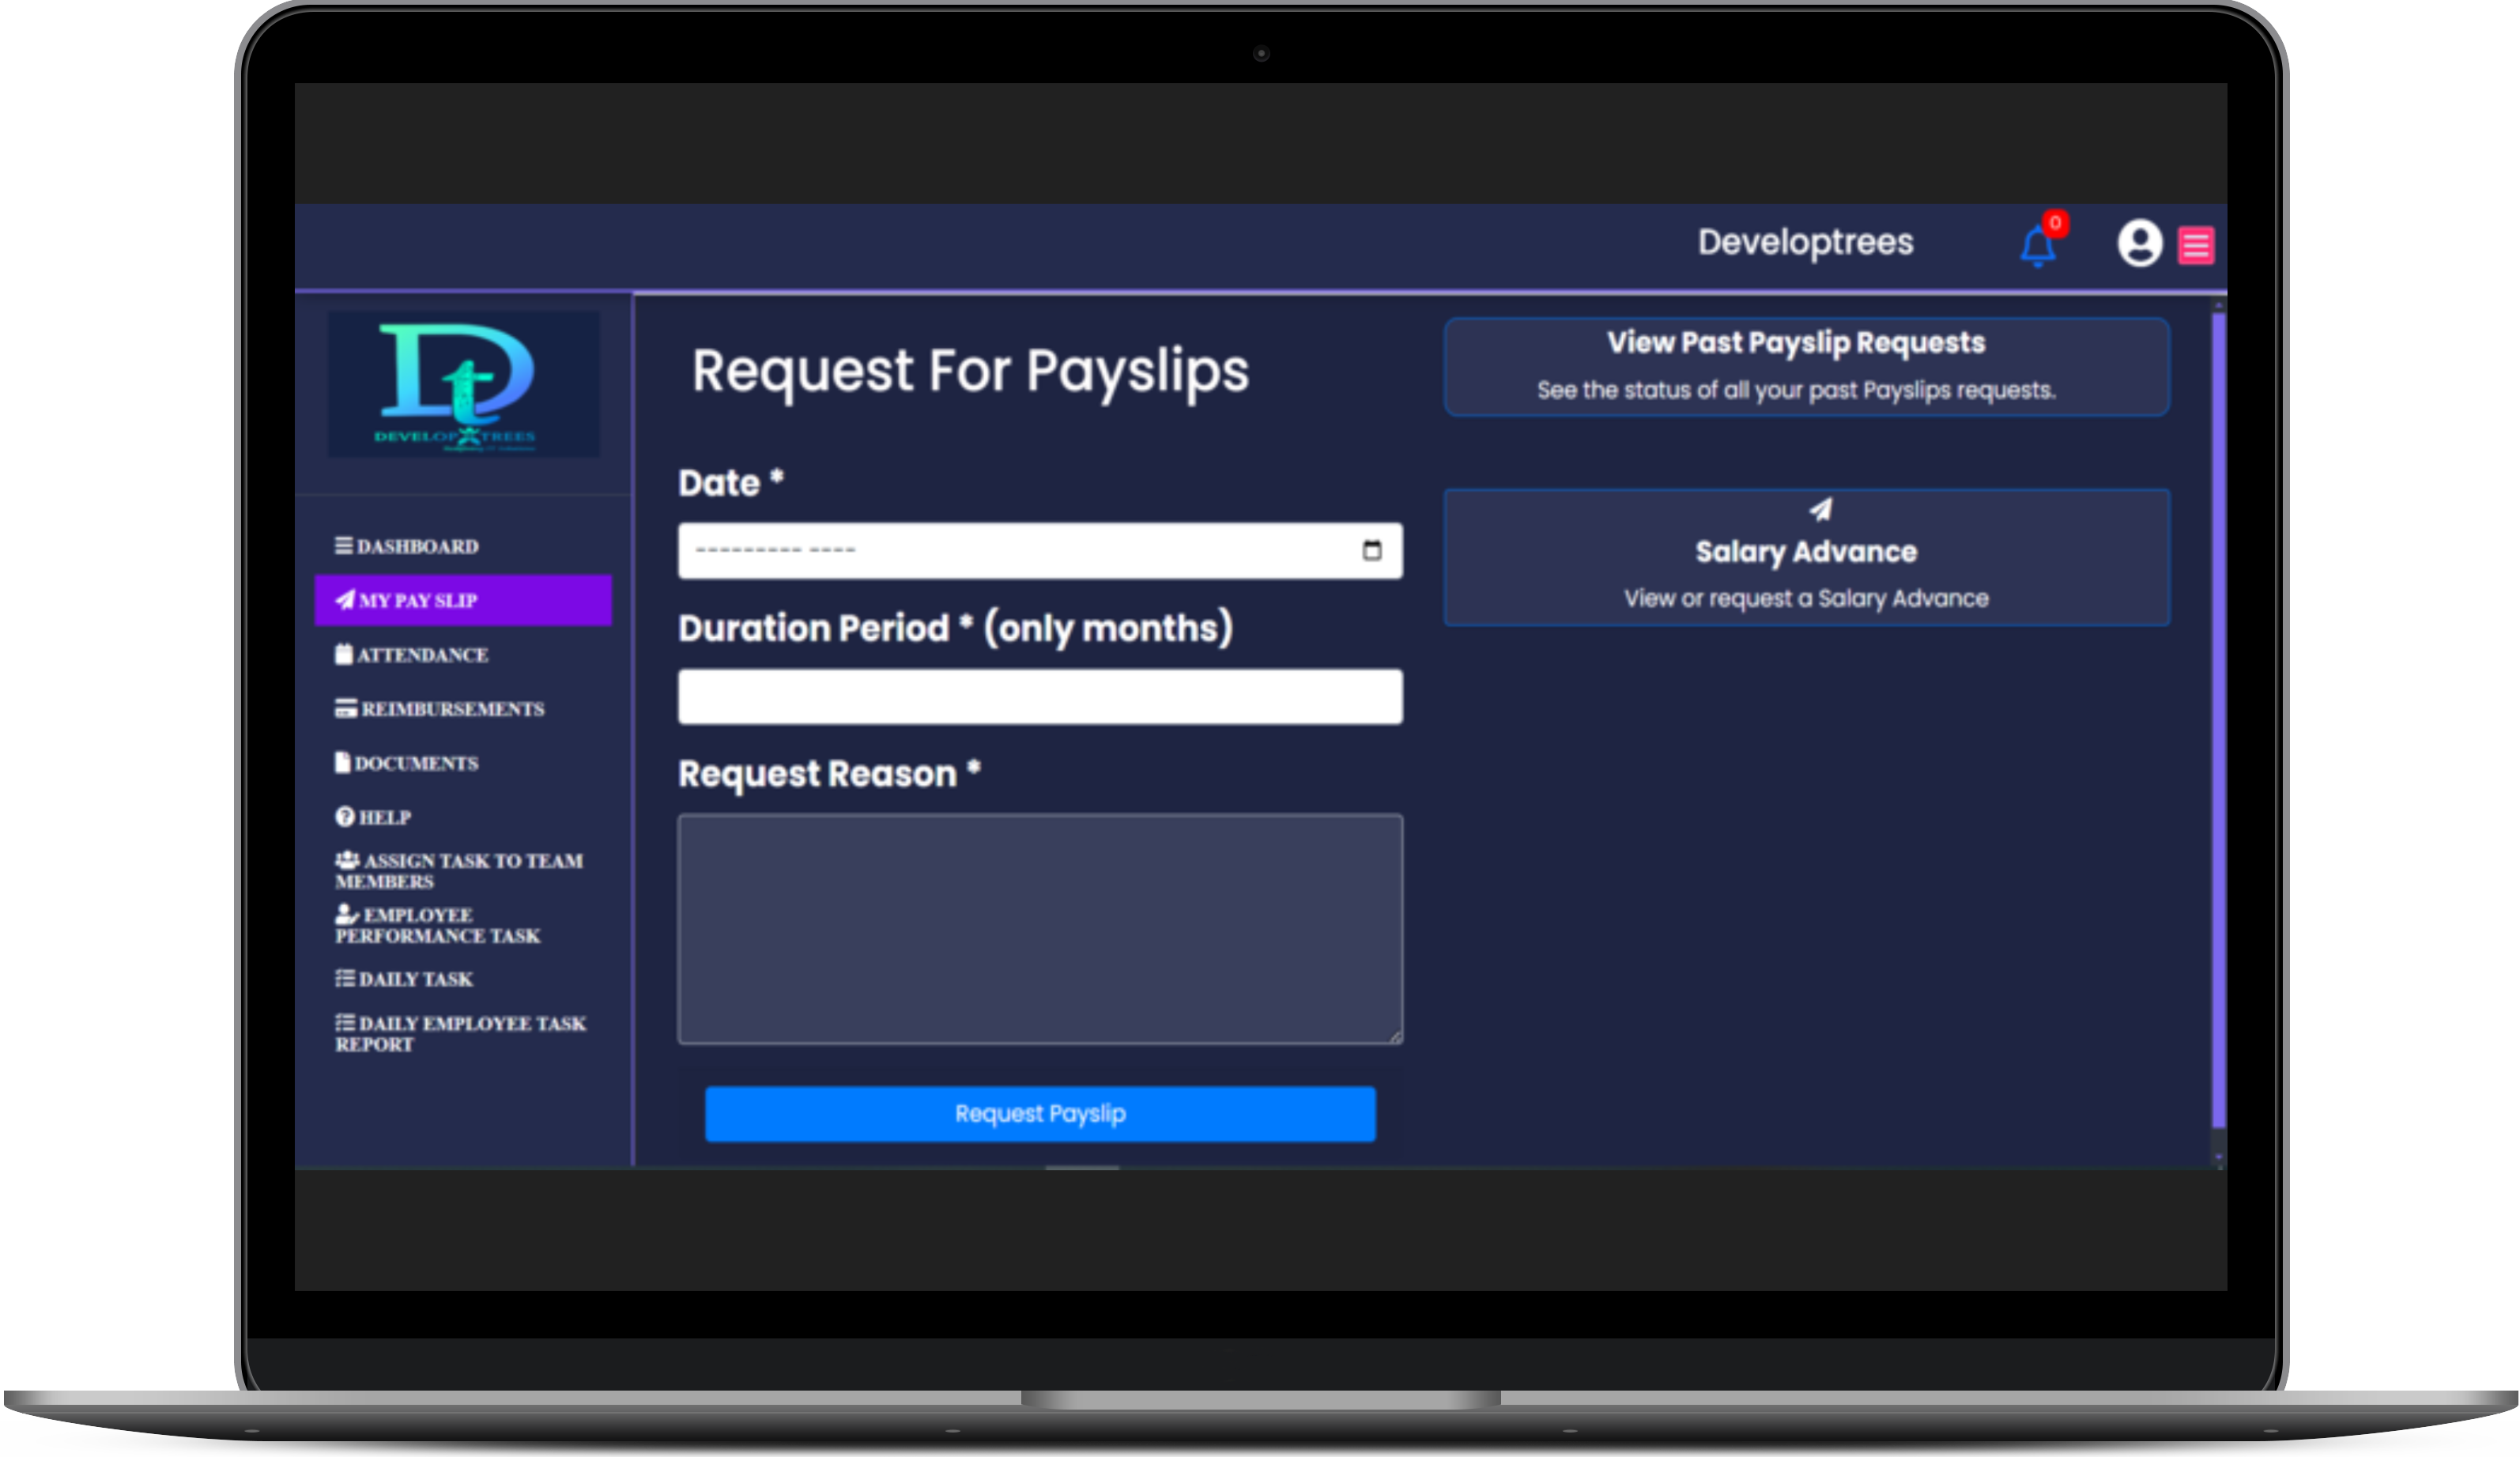 Developtrees
0
Dt
DEVELOP TREES
DASHBOARD
MY PAY SLIP
ATTENDANCE
REIMBURSEMENTS
DOCUMENTS
HELP
ASSIGN TASK TO TEAM
MEMBERS
EMPLOYEE
PERFORMANCE TASK
DAILY TASK
DAILY EMPLOYEE TASK
REPORT
Request For Payslips
Date *
--------- ----
Duration Period * (only months)
Request Reason *
Request Payslip
View Past Payslip Requests
See the status of all your past Payslips requests.
Salary Advance
View or request a Salary Advance